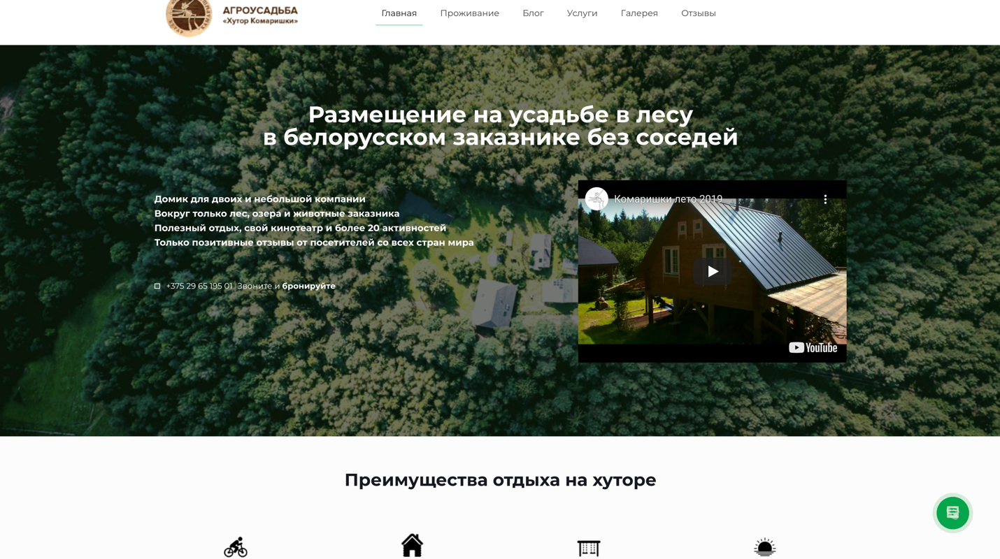 АГРОУСАДЬБА
«Хутор Комаришки»
ХУТАР
Главная
Проживание
Блог
Услуги
Галерея
Отзывы
Размещение на усадьбе в лесу
в белорусском заказнике без соседей
Домик для двоих и небольшой компании
Вокруг только лес, озера и животные заказника
Полезный отдых, свой кинотеатр и более 20 активностей
Только позитивные отзывы от посетителей со всех стран мира
+375 29 65 195 01 | Звоните и бронируйте
Комаришки лето 2019
YouTube
Преимущества отдыха на хуторе